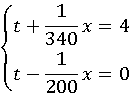 t + 1/340 x = 4
t − 1/200 x = 0